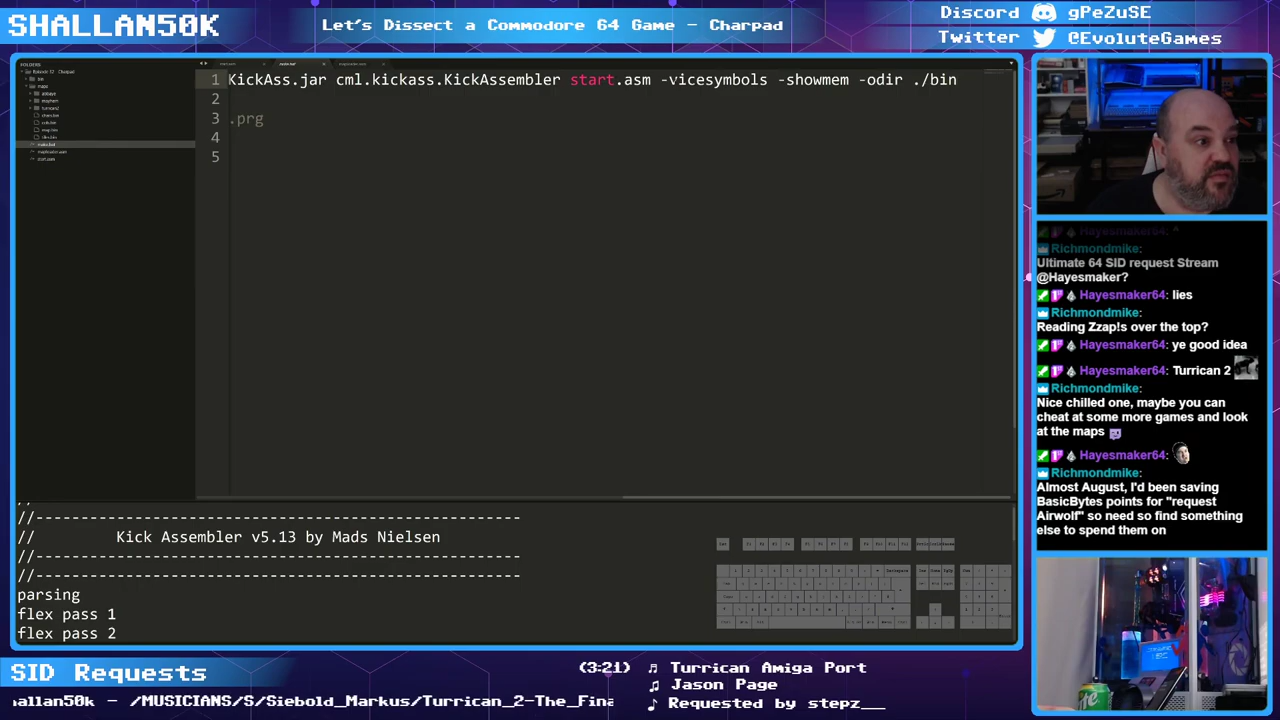 SHALLAN50K
Let's Dissect a Commodore 64 Game - Charpad
Discord gPeZuSE
Twitter @EvoluteGames
FOLDERS
maps
1 KickAss.jar cml.kickass.KickAssembler start.asm -vicesymbols -showmem -odir ./bin
2
3 .prg
4
5
//
//---------------------------------------------------------
// Kick Assembler v5.13 by Mads Nielsen
//---------------------------------------------------------
//---------------------------------------------------------
parsing
flex pass 1
flex pass 2
Hayesmaker64:
Richmondmike:
Ultimate 64 SID request Stream
@Hayesmaker?
Hayesmaker64: lies
Richmondmike:
Reading Zzap!s over the top?
Hayesmaker64: ye good idea
Hayesmaker64: Turrican 2
Richmondmike:
Nice chilled one, maybe you can
cheat at some more games and look
at the maps
Hayesmaker64:
Richmondmike:
Almost August, I'd been saving
BasicBytes points for "request
Airwolf" so need so find something
else to spend them on
SID Requests
allan50k - /MUSICIANS/S/Siebold_Markus/Turrican_2-The_Fina
(3:21) ♫ Turrican Amiga Port
♫ Jason Page
♪ Requested by stepz__